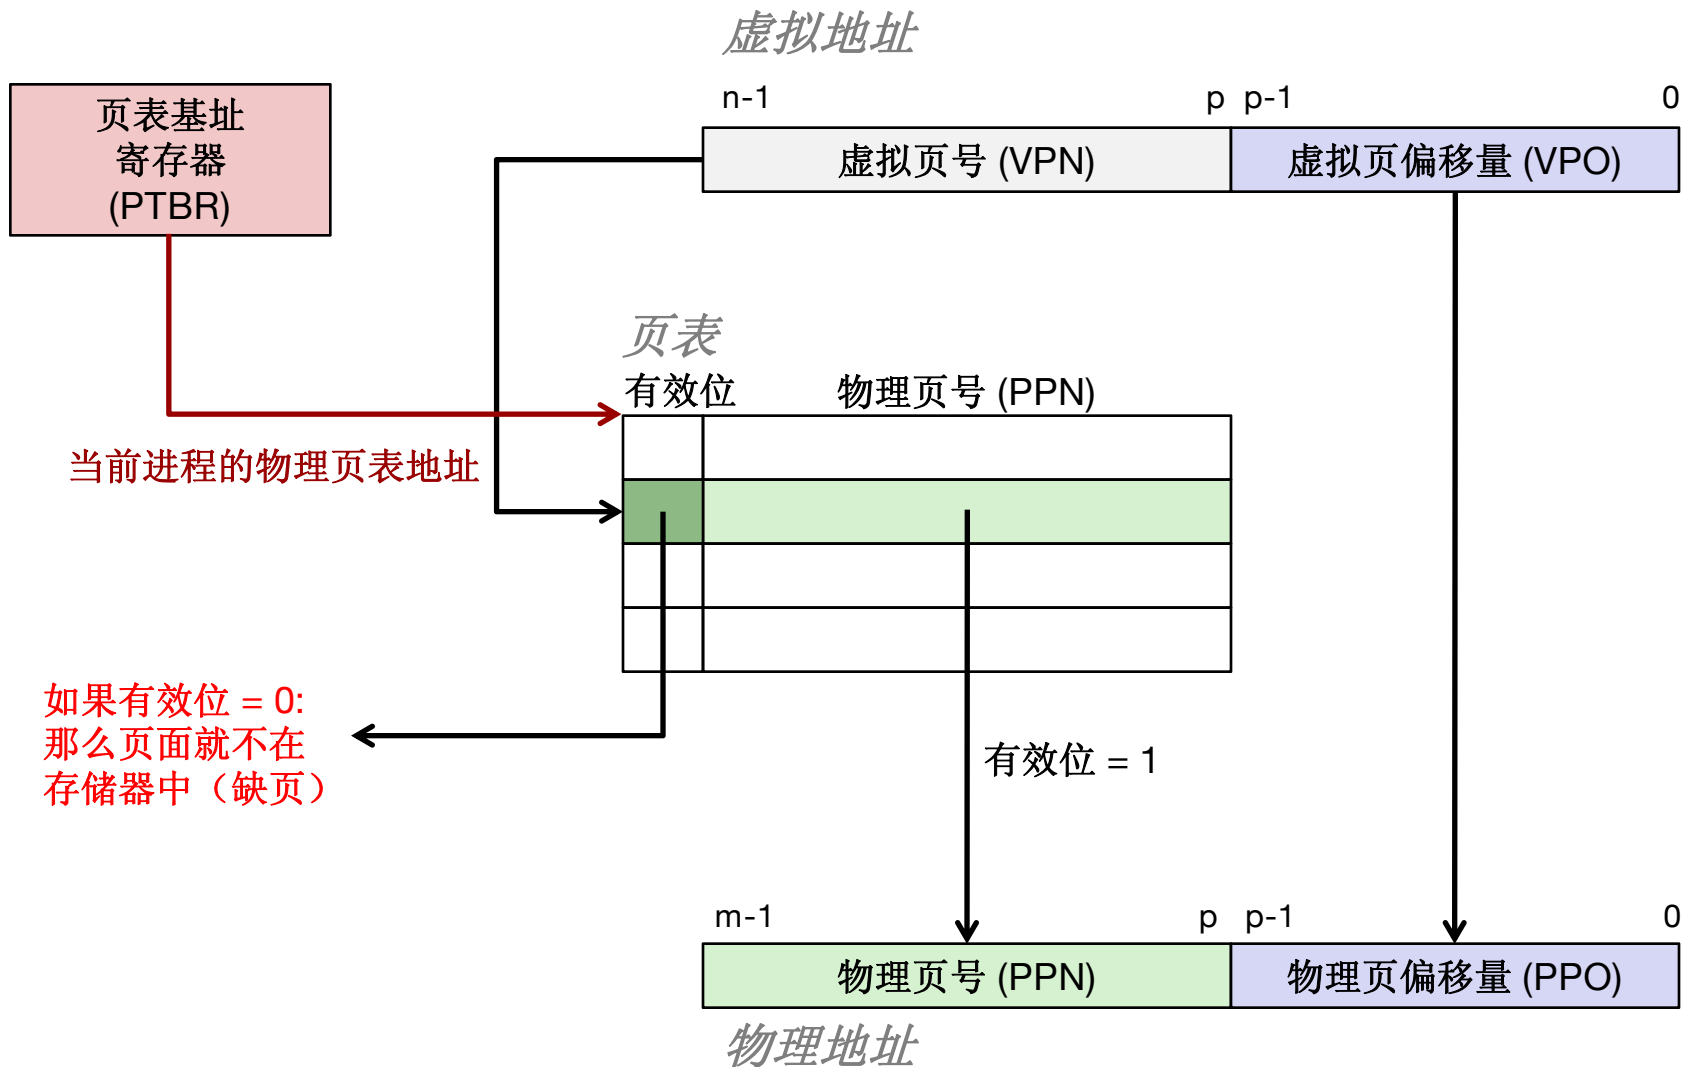 虚拟地址
页表基址
寄存器
(PTBR)
n-1 p p-1 0
虚拟页号 (VPN) 虚拟页偏移量 (VPO)
页表
有效位 物理页号 (PPN)
当前进程的物理页表地址
如果有效位 = 0:
那么页面就不在
存储器中（缺页）
有效位 = 1
m-1 p p-1 0
物理页号 (PPN) 物理页偏移量 (PPO)
物理地址